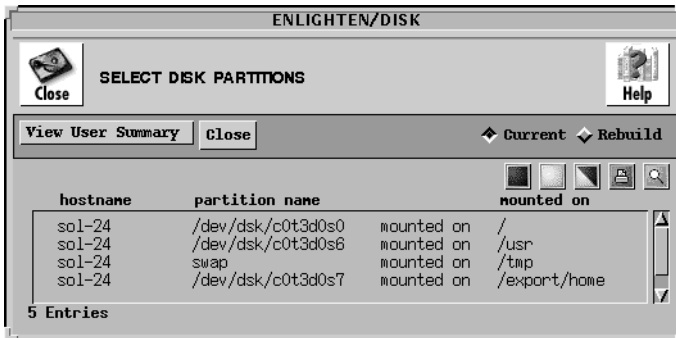 ENLIGHTEN/DISK
Close
SELECT DISK PARTITIONS
Help
View User Summary Close Current Rebuild
hostname partition name mounted on
sol-24 /dev/dsk/c0t3d0s0 mounted on /
sol-24 /dev/dsk/c0t3d0s6 mounted on /usr
sol-24 swap mounted on /tmp
sol-24 /dev/dsk/c0t3d0s7 mounted on /export/home
5 Entries